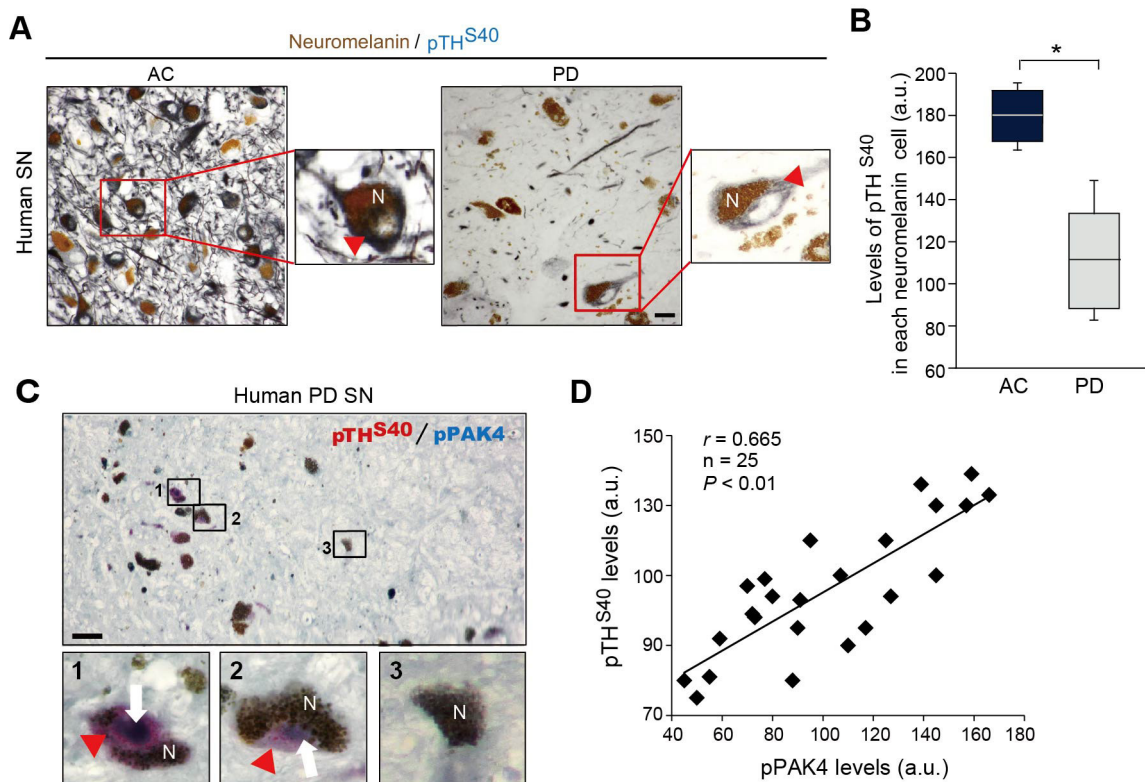 A
Neuromelanin / pTH^S40
AC
PD
Human SN
N
N
B
*
Levels of pTH^S40
in each neuromelanin cell (a.u.)
200
180
160
140
120
100
80
60
AC
PD
C
Human PD SN
pTH^S40 / pPAK4
1
2
3
1
N
2
N
3
N
D
r = 0.665
n = 25
P < 0.01
pTH^S40 levels (a.u.)
150
130
110
90
70
40
60
80
100
120
140
160
180
pPAK4 levels (a.u.)